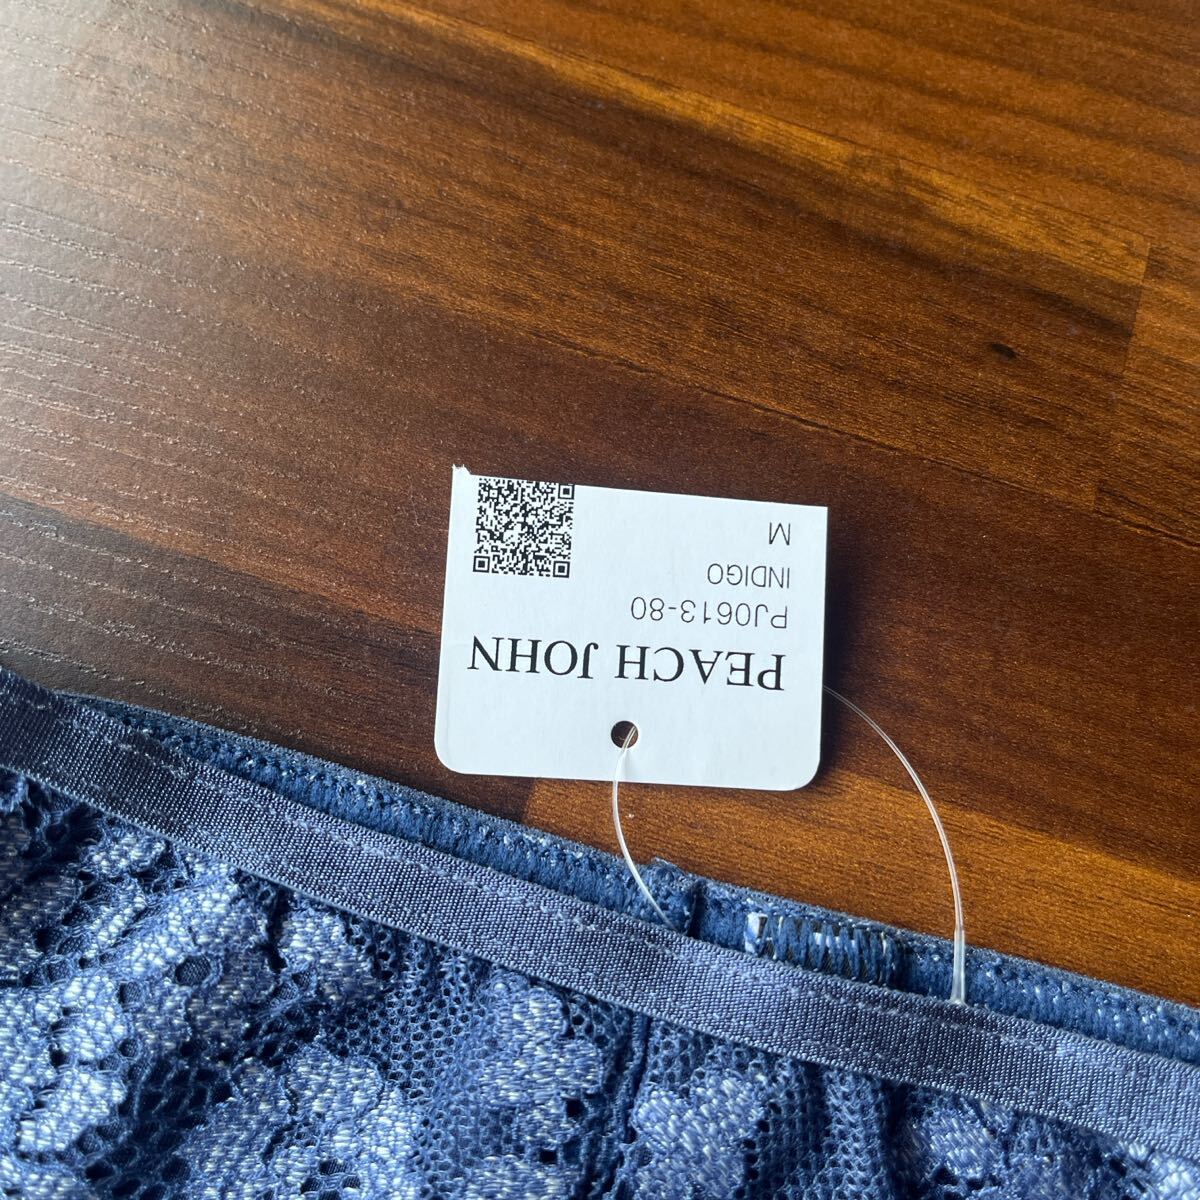 PEACH JOHN
PJ0613-80
INDIGO
M